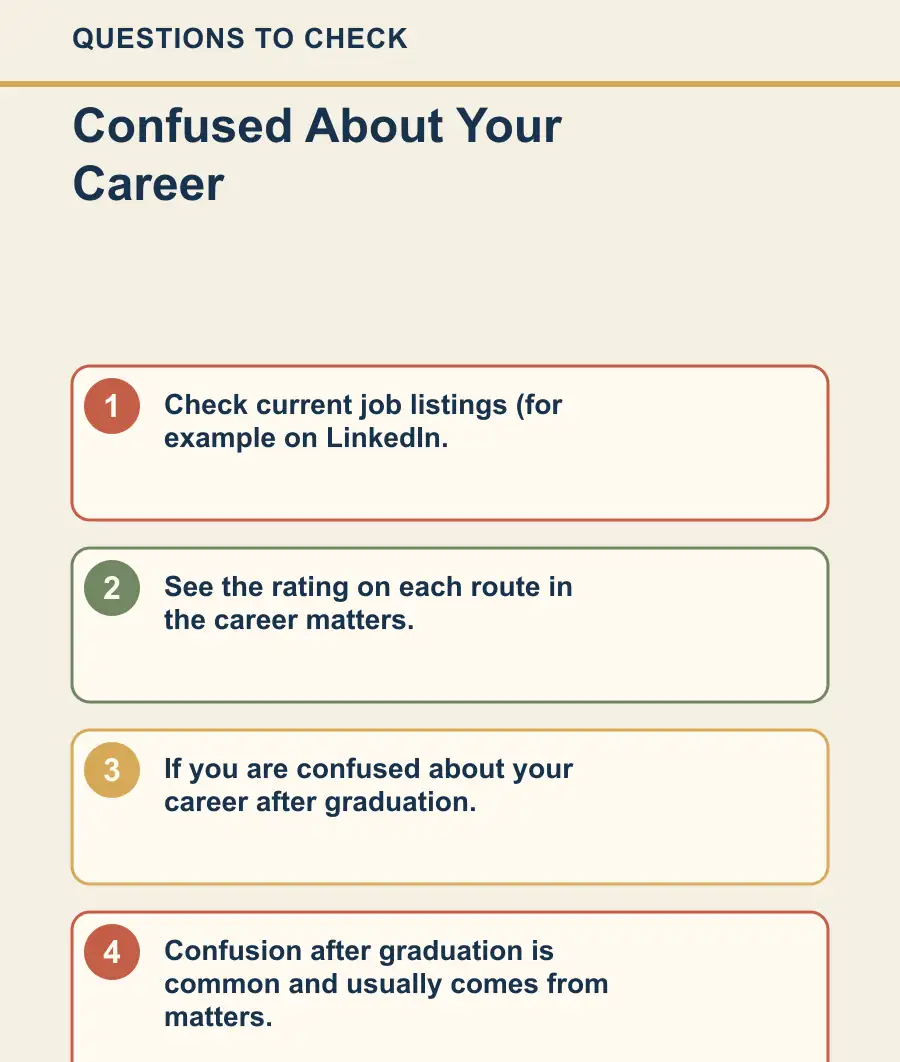 QUESTIONS TO CHECK
Confused About Your
Career
1
Check current job listings (for
example on LinkedIn.
2
See the rating on each route in
the career matters.
3
If you are confused about your
career after graduation.
4
Confusion after graduation is
common and usually comes from
matters.